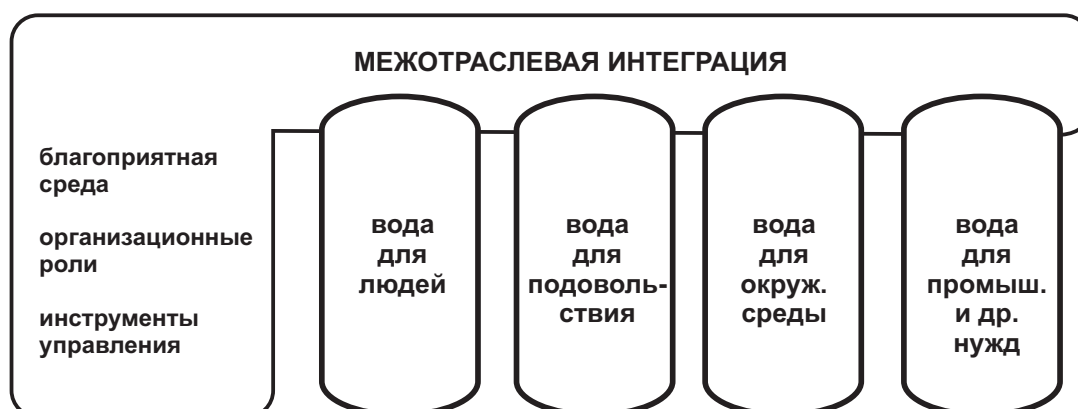 МЕЖОТРАСЛЕВАЯ ИНТЕГРАЦИЯ
благоприятная
среда
организационные
роли
инструменты
управления
вода
для
людей
вода
для
подоволь-
ствия
вода
для
окруж.
среды
вода
для
промыш.
и др.
нужд